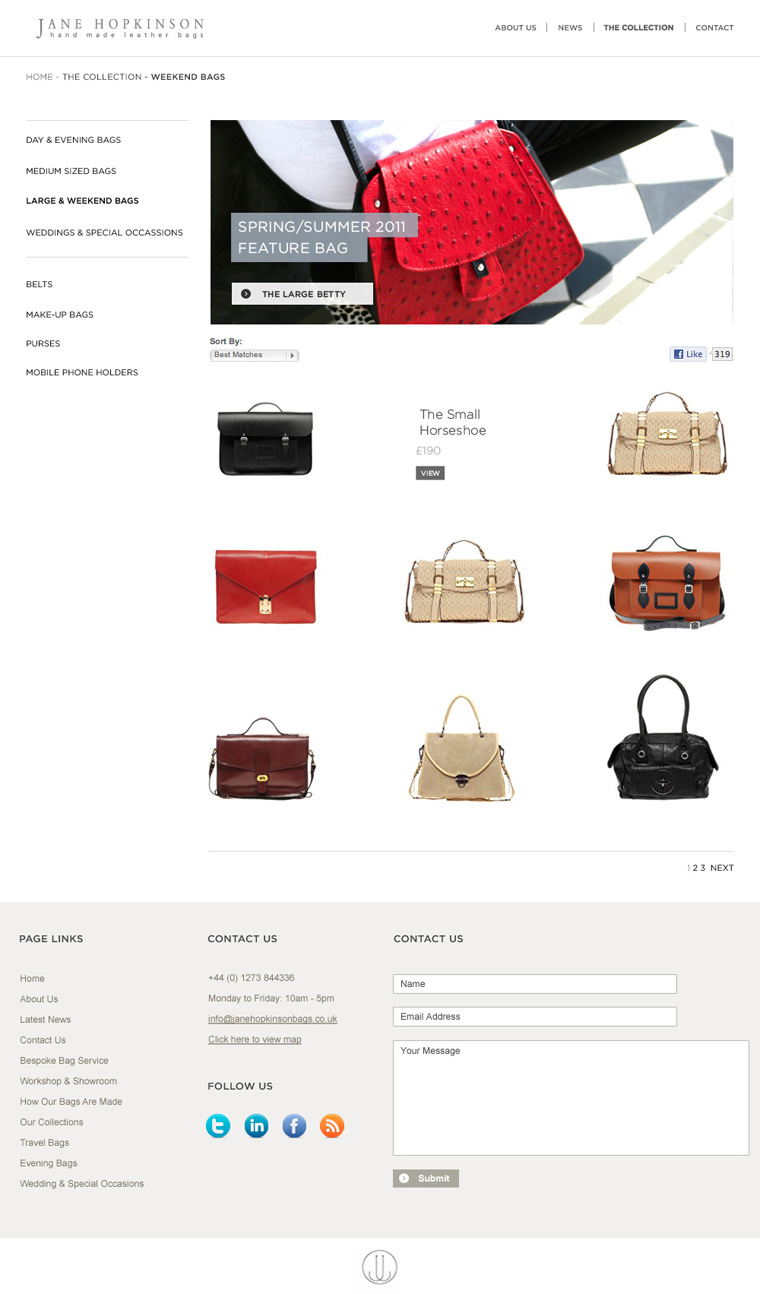 JANE HOPKINSON
hand made leather bags
ABOUT US | NEWS | THE COLLECTION | CONTACT
HOME - THE COLLECTION - WEEKEND BAGS
DAY & EVENING BAGS
MEDIUM SIZED BAGS
LARGE & WEEKEND BAGS
WEDDINGS & SPECIAL OCCASSIONS
BELTS
MAKE-UP BAGS
PURSES
MOBILE PHONE HOLDERS
SPRING/SUMMER 2011
FEATURE BAG
THE LARGE BETTY
Sort By:
Best Matches
Like 319
The Small
Horseshoe
£190
VIEW
1 2 3 NEXT
PAGE LINKS
Home
About Us
Latest News
Contact Us
Bespoke Bag Service
Workshop & Showroom
How Our Bags Are Made
Our Collections
Travel Bags
Evening Bags
Wedding & Special Occasions
CONTACT US
+44 (0) 1273 844336
Monday to Friday: 10am - 5pm
info@janehopkinsonbags.co.uk
Click here to view map
FOLLOW US
CONTACT US
Name
Email Address
Your Message
Submit